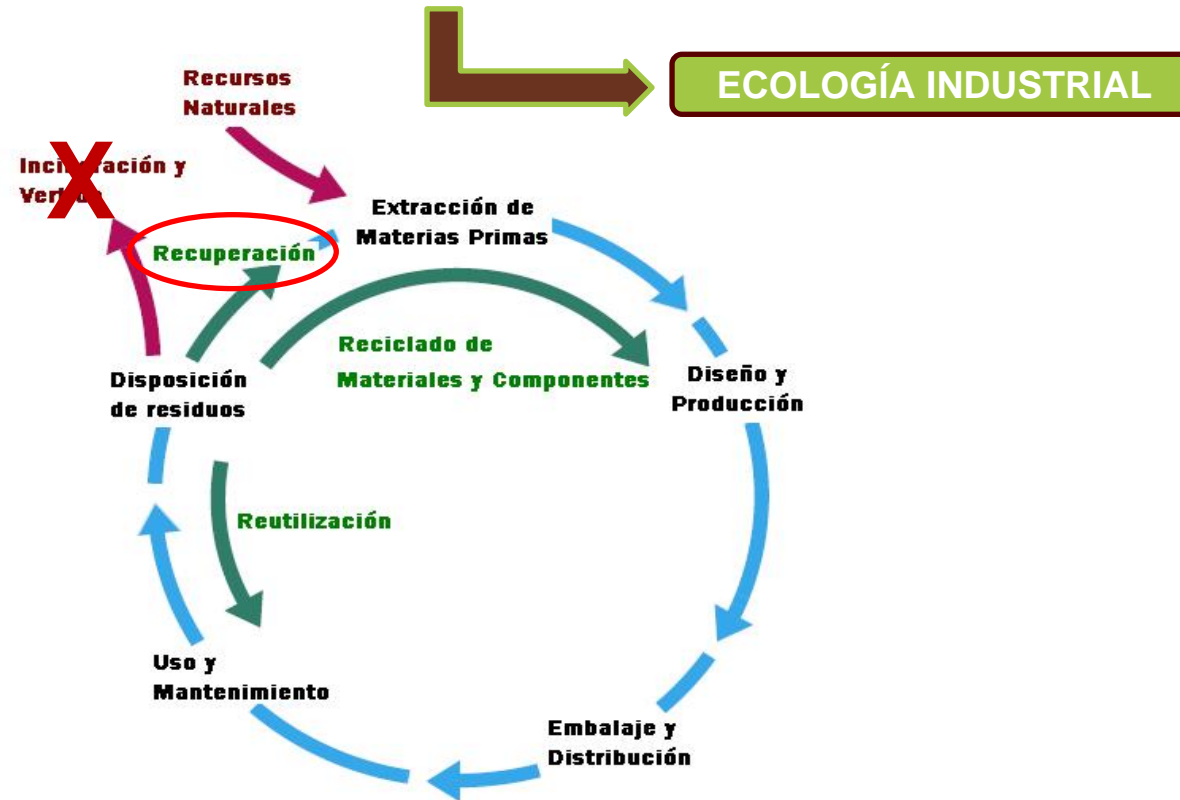 ECOLOGÍA INDUSTRIAL
Recursos
Naturales
X
y
Extracción de
Materias Primas
Recuperación
Reciclado de
Materiales y Componentes
Disposición
de residuos
Diseño y
Producción
Reutilización
Uso y
Mantenimiento
Embalaje y
Distribución